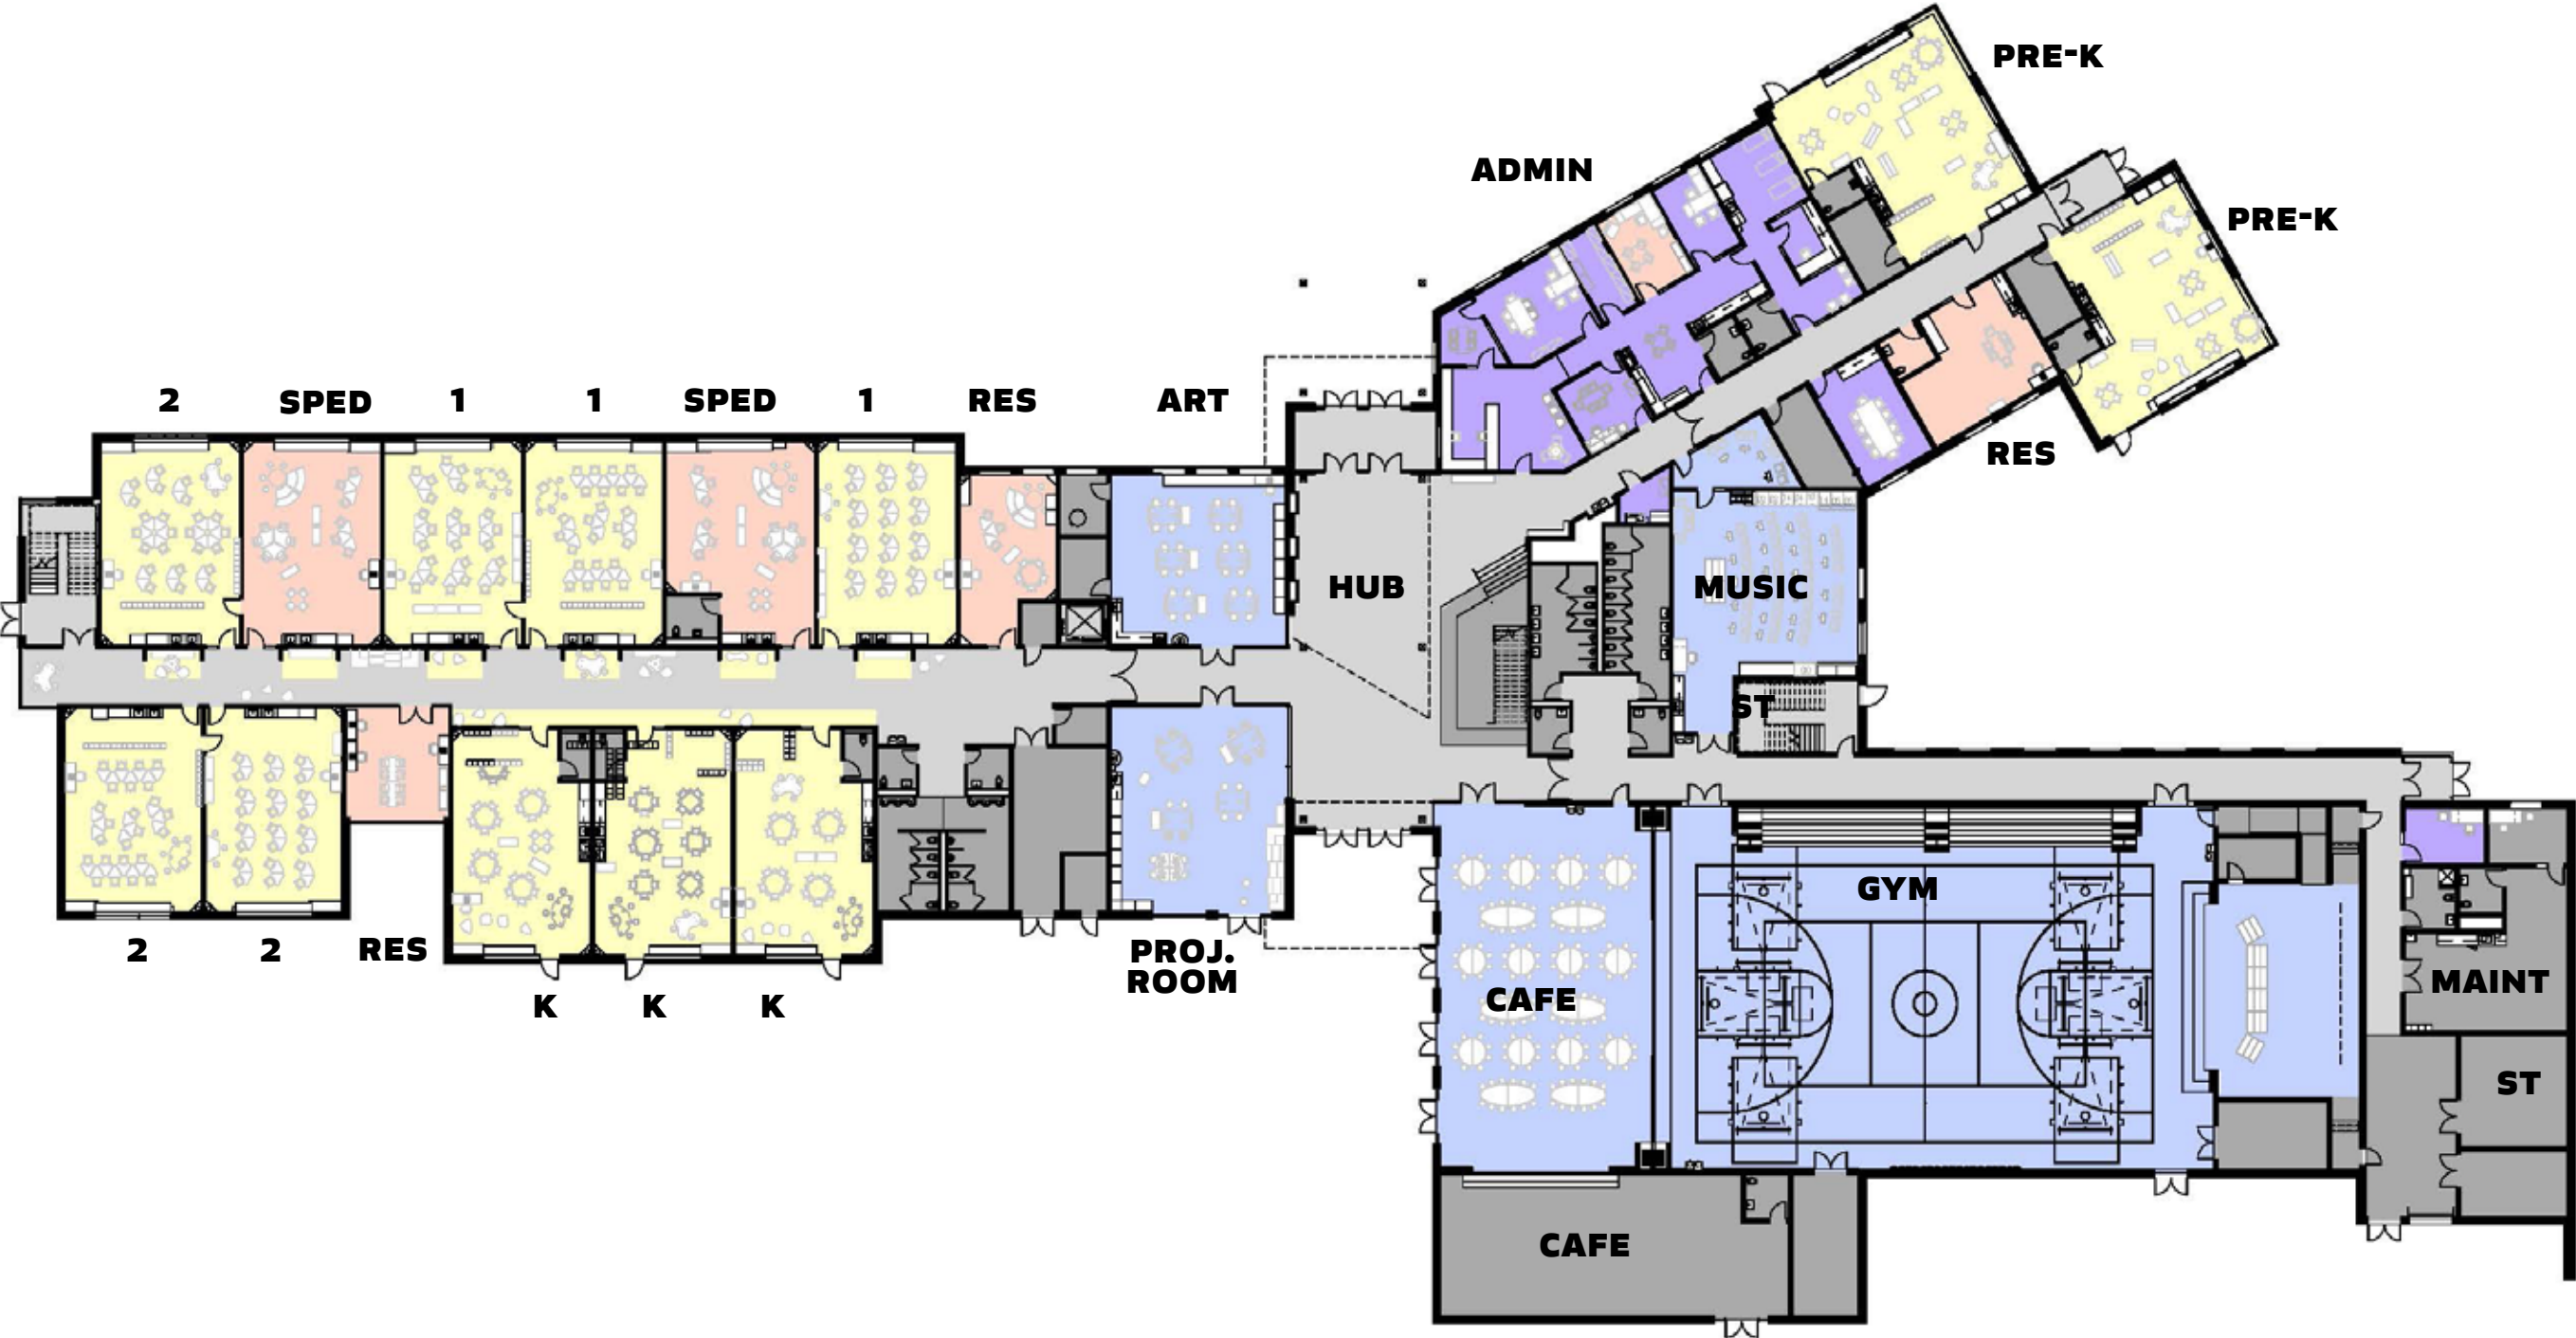 PRE-K
ADMIN
PRE-K
2
SPED
1
1
SPED
1
RES
ART
RES
HUB
MUSIC
ST
GYM
2
2
RES
PROJ.
ROOM
CAFE
MAINT
K
K
K
ST
CAFE